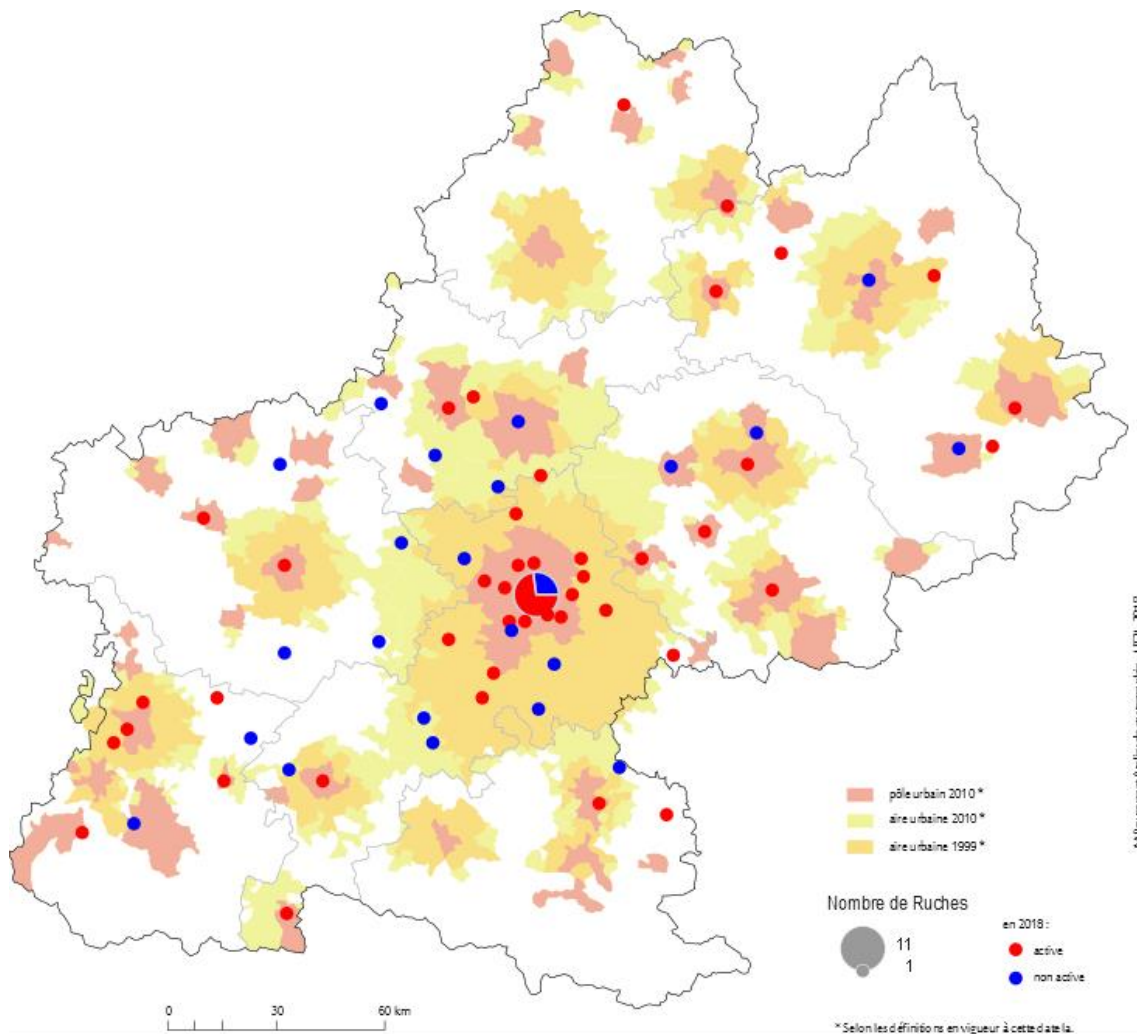 pôle urbain 2010 *
aire urbaine 2010 *
aire urbaine 1999 *
Nombre de Ruches
11
1
en 2018 :
active
non active
0 30 60 km
* Selon les définitions en vigueur à cette date la.